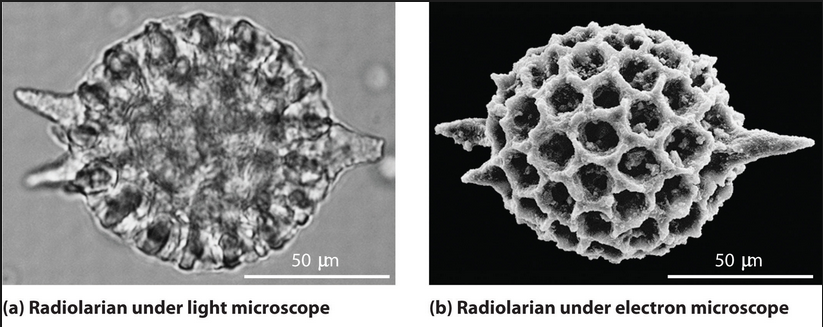 50 μm
50 μm
(a) Radiolarian under light microscope
(b) Radiolarian under electron microscope